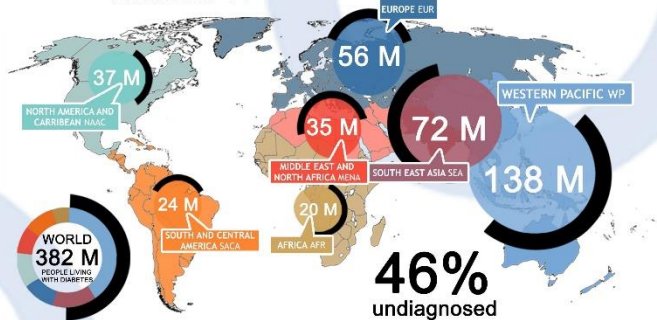 EUROPE EUR
56 M
37 M
NORTH AMERICA AND
CARRIBEAN NAAC
WESTERN PACIFIC WP
35 M
72 M
MIDDLE EAST AND
NORTH AFRICA MENA
SOUTH EAST ASIA SEA
138 M
24 M
20 M
SOUTH AND CENTRAL
AMERICA SACA
AFRICA AFR
WORLD
382 M
PEOPLE LIVING
WITH DIABETES
46%
undiagnosed